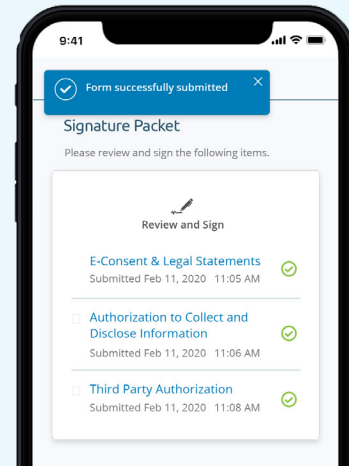 9:41
Form successfully submitted
Signature Packet
Please review and sign the following items.
Review and Sign
E-Consent & Legal Statements
Submitted Feb 11, 2020 11:05 AM
Authorization to Collect and
Disclose Information
Submitted Feb 11, 2020 11:06 AM
Third Party Authorization
Submitted Feb 11, 2020 11:08 AM